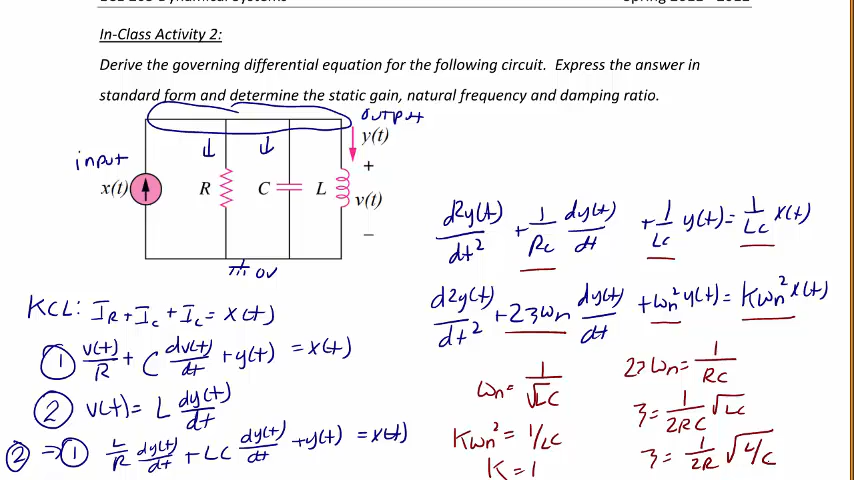 In-Class Activity 2:
Derive the governing differential equation for the following circuit. Express the answer in
standard form and determine the static gain, natural frequency and damping ratio.
output
input
x(t)
R
C
L
y(t)
+
v(t)
−
0V
KCL: I_R + I_C + I_C = x(t)
① v(t)/R + C dv(t)/dt + y(t) = x(t)
② v(t) = L dy(t)/dt
② ⇒ ① L/R dy(t)/dt + LC dy(t)/dt + y(t) = x(t)
d2y(t)/dt² + 1/RC dy(t)/dt + 1/LC y(t) = 1/LC x(t)
d2y(t)/dt² + 2ζωn dy(t)/dt + ωn² y(t) = Kωn² x(t)
ωn = 1/√LC
Kωn² = 1/LC
K = 1
2ζωn = 1/RC
ζ = 1/2RC √LC
ζ = 1/2R √L/C